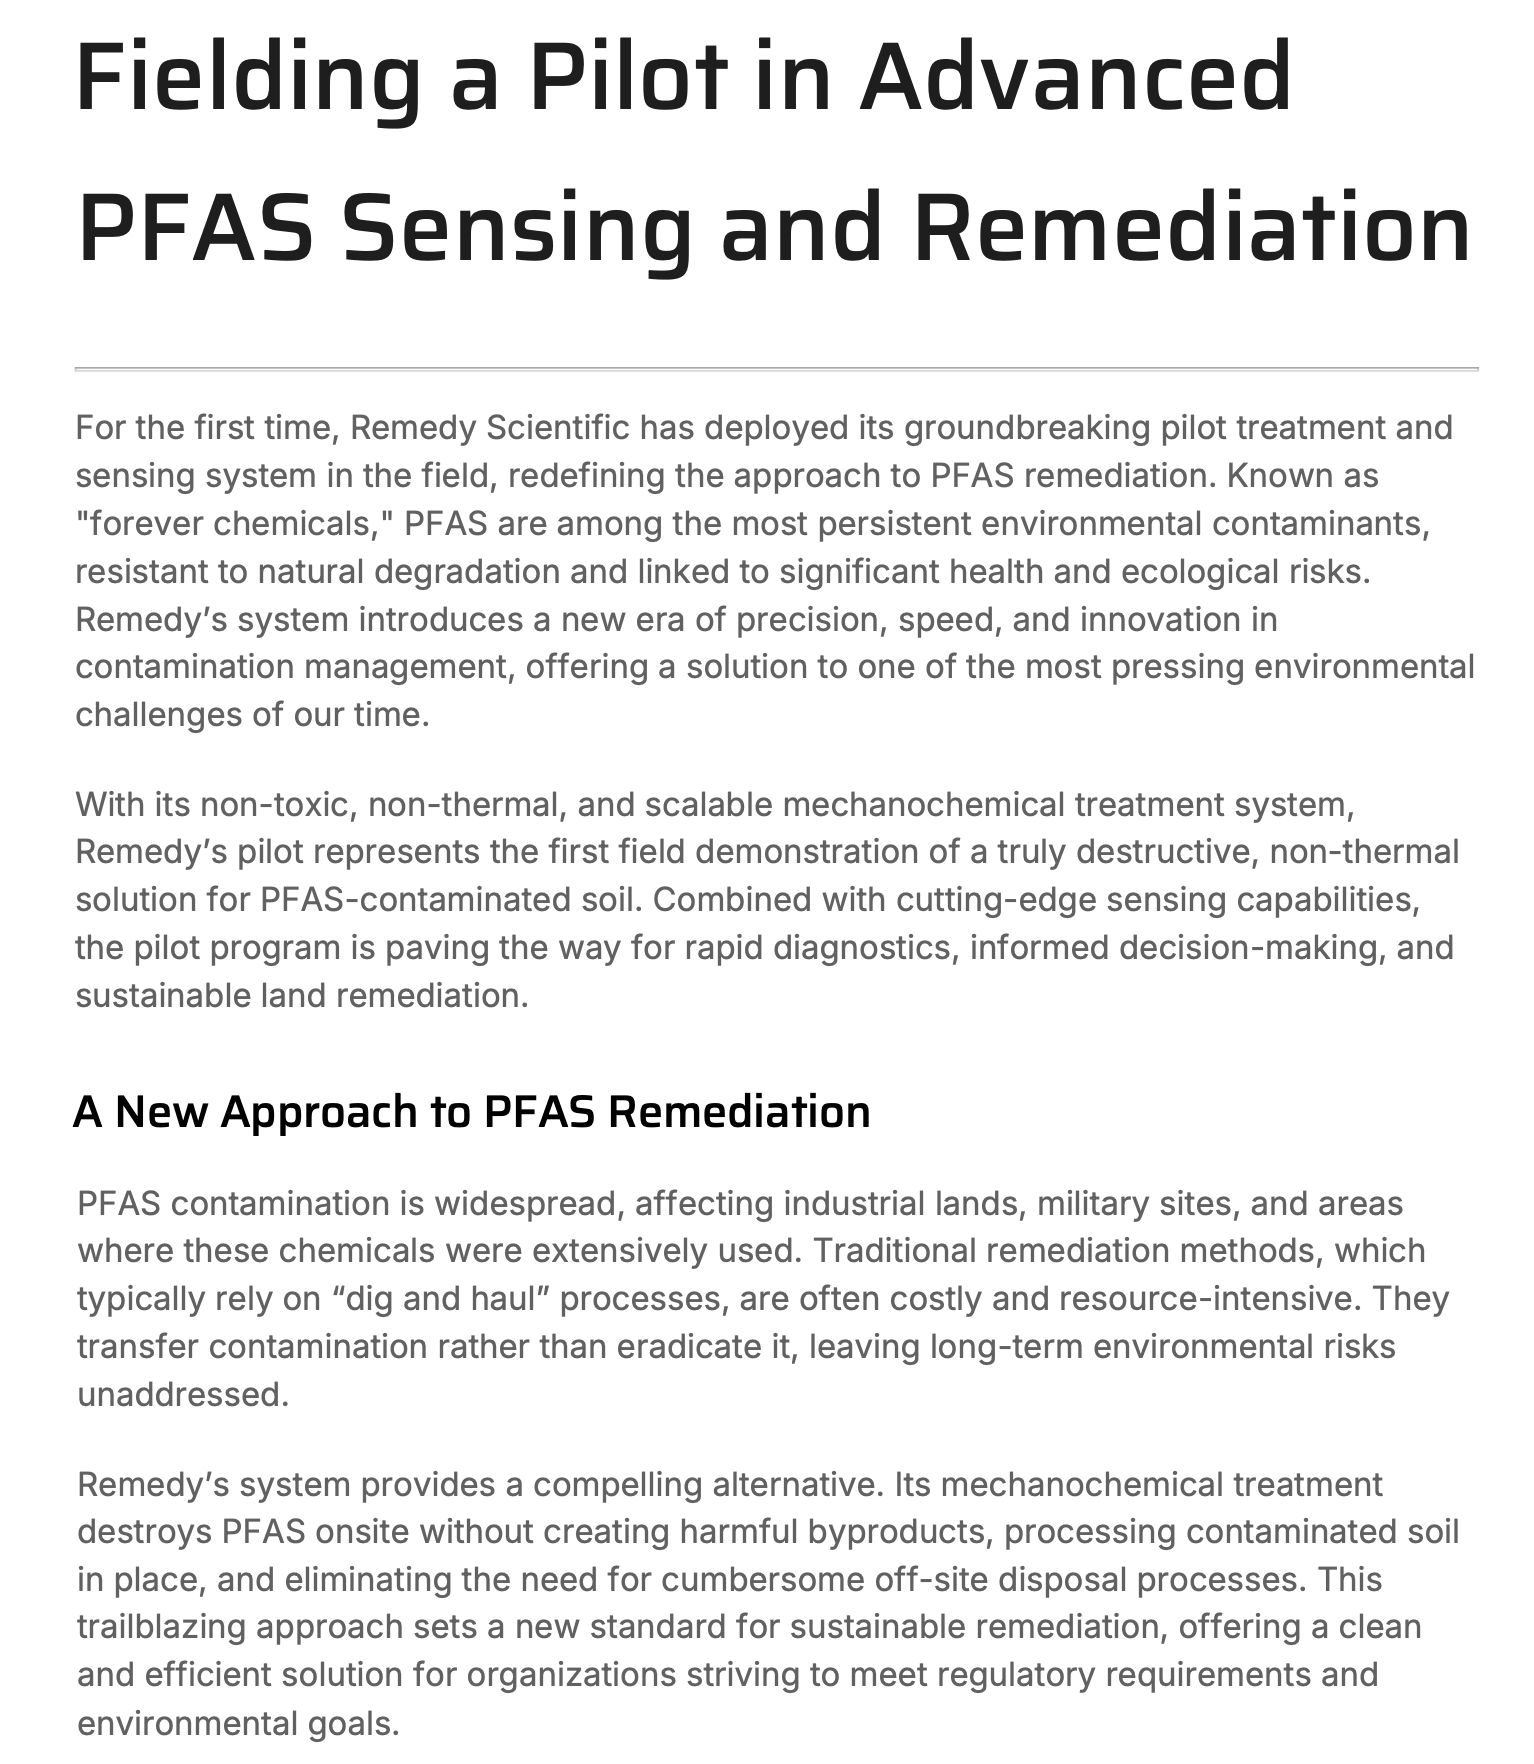 Fielding a Pilot in Advanced
PFAS Sensing and Remediation
For the first time, Remedy Scientific has deployed its groundbreaking pilot treatment and
sensing system in the field, redefining the approach to PFAS remediation. Known as
"forever chemicals," PFAS are among the most persistent environmental contaminants,
resistant to natural degradation and linked to significant health and ecological risks.
Remedy’s system introduces a new era of precision, speed, and innovation in
contamination management, offering a solution to one of the most pressing environmental
challenges of our time.
With its non-toxic, non-thermal, and scalable mechanochemical treatment system,
Remedy’s pilot represents the first field demonstration of a truly destructive, non-thermal
solution for PFAS-contaminated soil. Combined with cutting-edge sensing capabilities,
the pilot program is paving the way for rapid diagnostics, informed decision-making, and
sustainable land remediation.
A New Approach to PFAS Remediation
PFAS contamination is widespread, affecting industrial lands, military sites, and areas
where these chemicals were extensively used. Traditional remediation methods, which
typically rely on “dig and haul” processes, are often costly and resource-intensive. They
transfer contamination rather than eradicate it, leaving long-term environmental risks
unaddressed.
Remedy’s system provides a compelling alternative. Its mechanochemical treatment
destroys PFAS onsite without creating harmful byproducts, processing contaminated soil
in place, and eliminating the need for cumbersome off-site disposal processes. This
trailblazing approach sets a new standard for sustainable remediation, offering a clean
and efficient solution for organizations striving to meet regulatory requirements and
environmental goals.